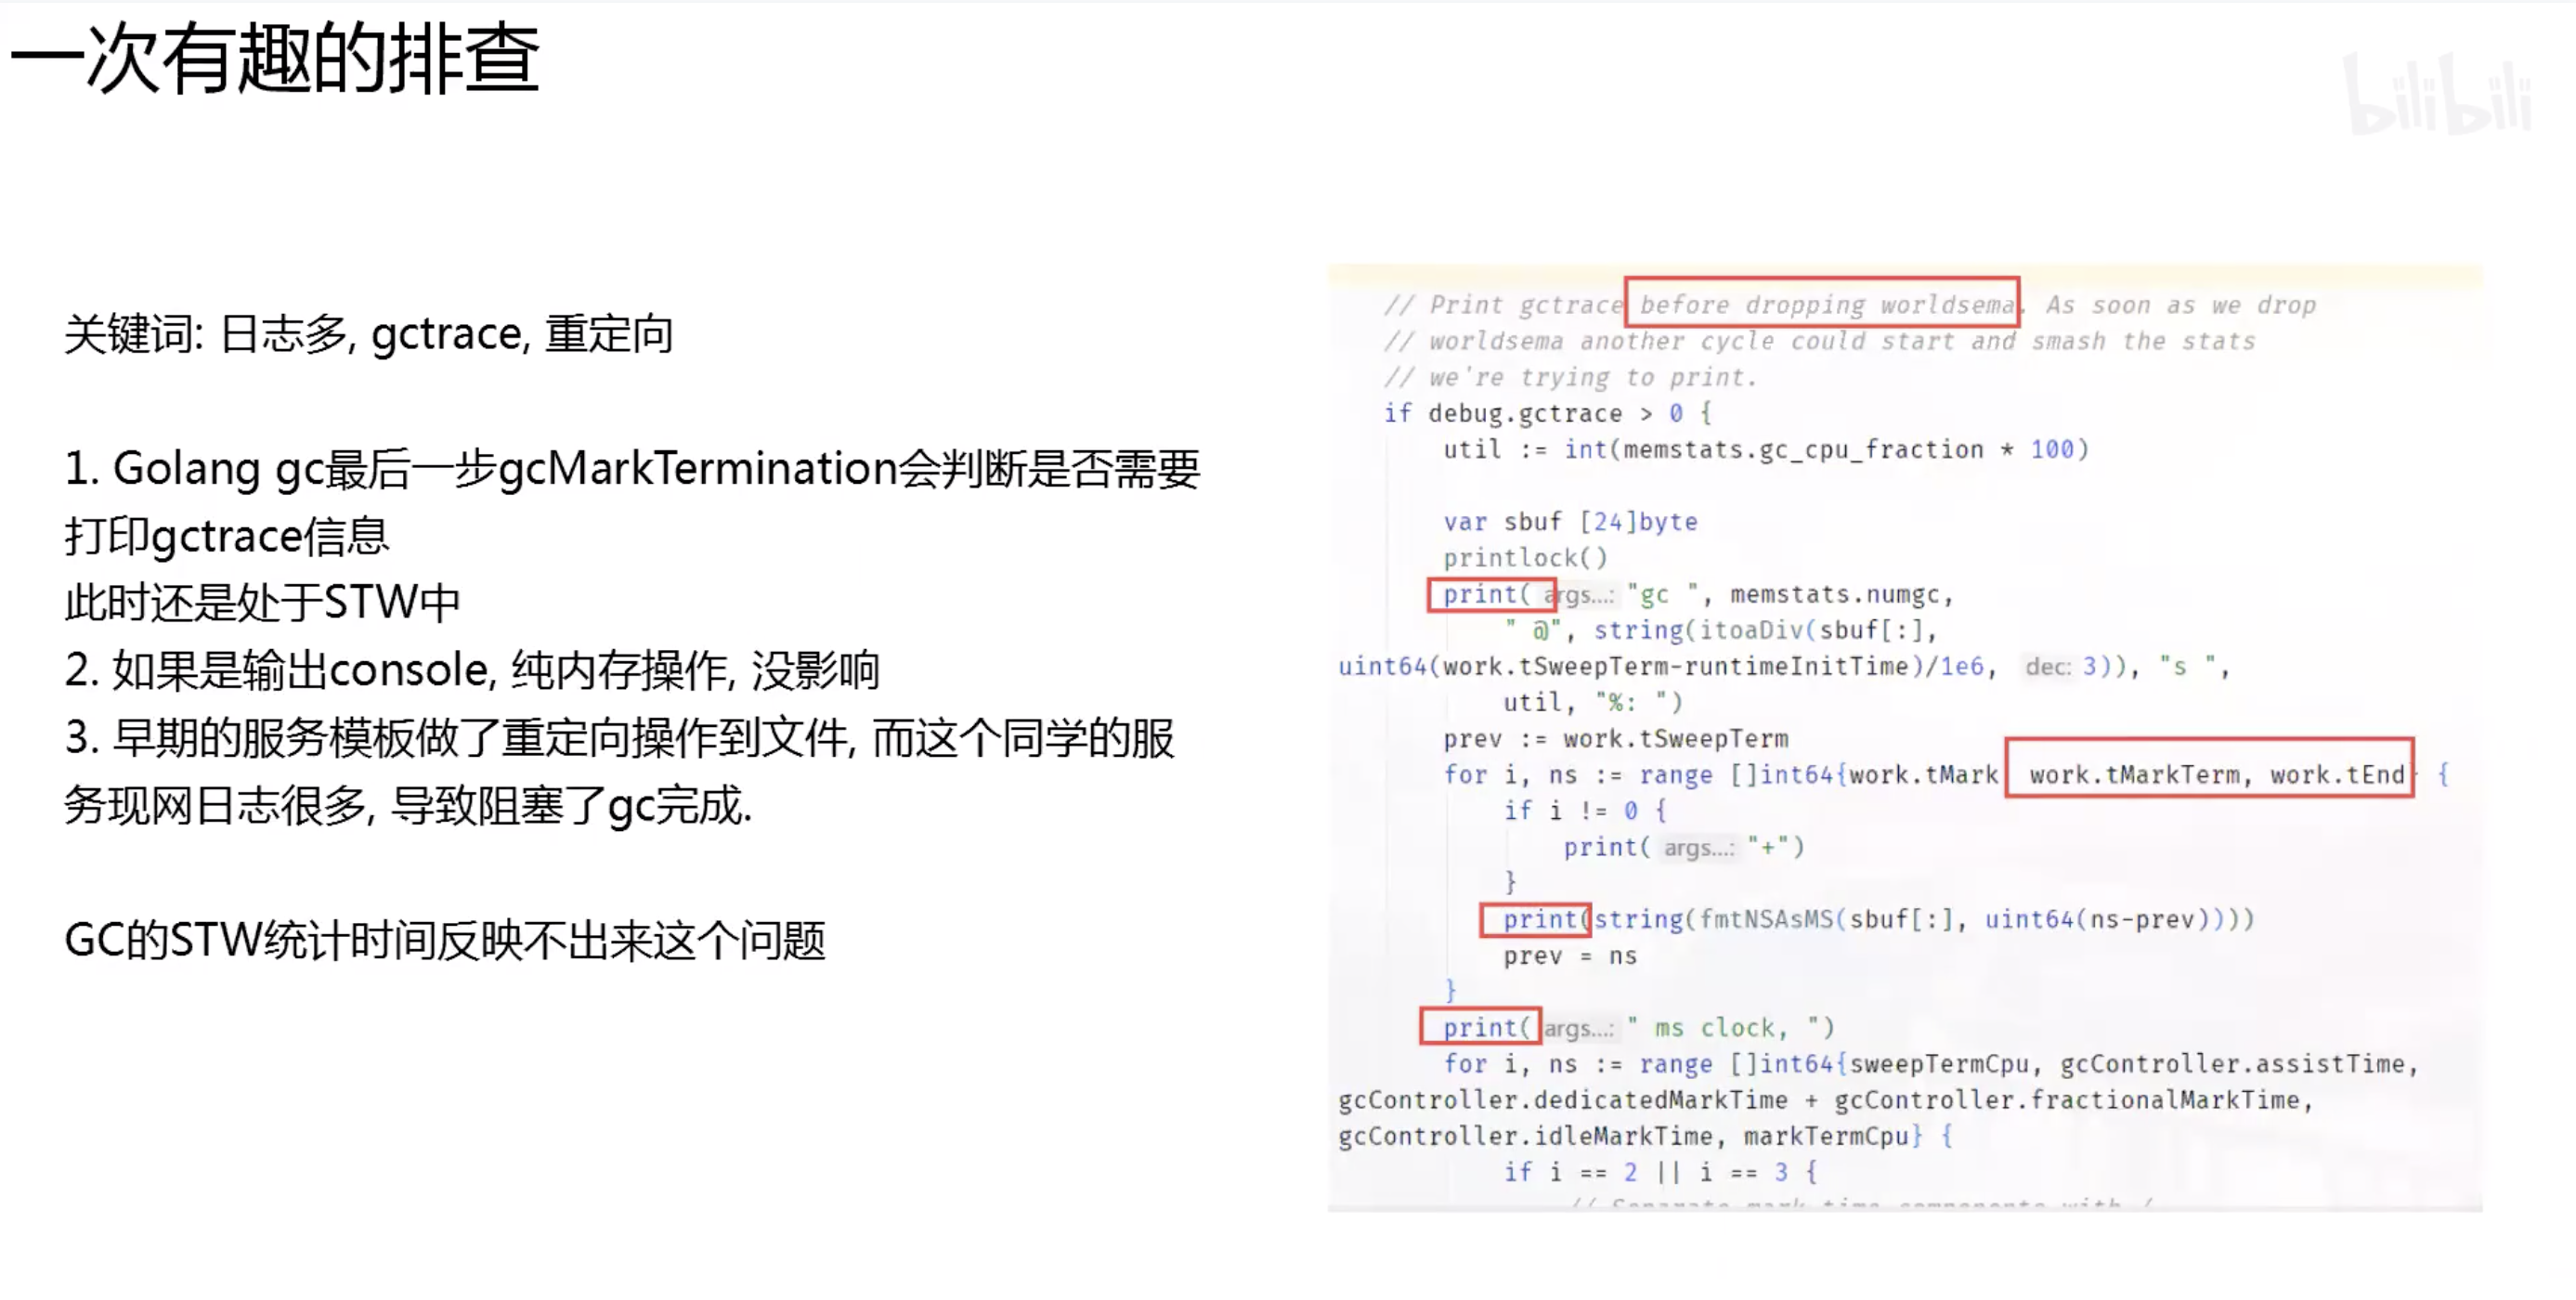 一次有趣的排查
bilibili
关键词: 日志多, gctrace, 重定向
1. Golang gc最后一步gcMarkTermination会判断是否需要
打印gctrace信息
此时还是处于STW中
2. 如果是输出console, 纯内存操作, 没影响
3. 早期的服务模板做了重定向操作到文件, 而这个同学的服
务现网日志很多, 导致阻塞了gc完成.
GC的STW统计时间反映不出来这个问题
// Print gctrace before dropping worldsema. As soon as we drop
// worldsema another cycle could start and smash the stats
// we're trying to print.
if debug.gctrace > 0 {
util := int(memstats.gc_cpu_fraction * 100)
var sbuf [24]byte
printlock()
print( args...: "gc ", memstats.numgc,
" @", string(itoaDiv(sbuf[:],
uint64(work.tSweepTerm-runtimeInitTime)/1e6, dec: 3)), "s ",
util, "%: ")
prev := work.tSweepTerm
for i, ns := range []int64{work.tMark, work.tMarkTerm, work.tEnd} {
if i != 0 {
print( args...: "+")
}
print(string(fmtNSAsMS(sbuf[:], uint64(ns-prev))))
prev = ns
}
print( args...: " ms clock, ")
for i, ns := range []int64{sweepTermCpu, gcController.assistTime,
gcController.dedicatedMarkTime + gcController.fractionalMarkTime,
gcController.idleMarkTime, markTermCpu} {
if i == 2 || i == 3 {
// Separate mark time components with /